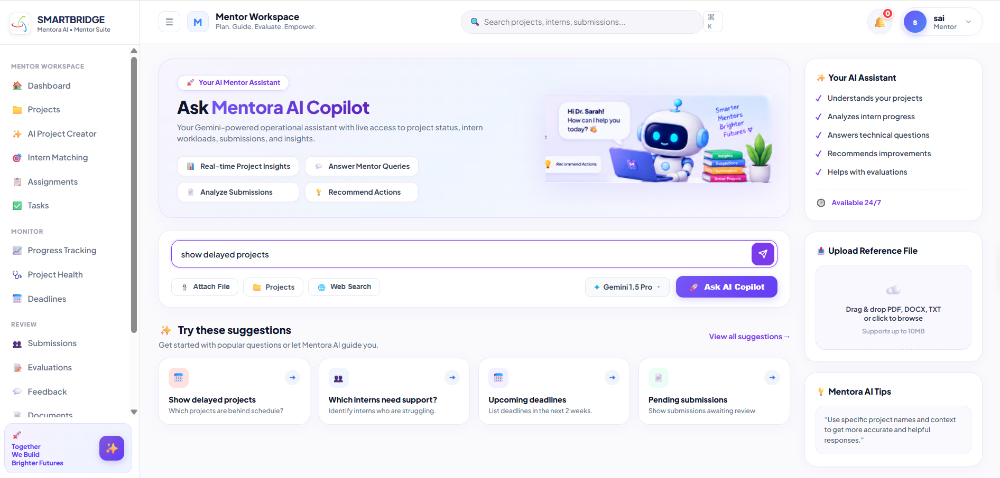 SMARTBRIDGE
Mentora AI • Mentor Suite
MENTOR WORKSPACE
Dashboard
Projects
AI Project Creator
Intern Matching
Assignments
Tasks
MONITOR
Progress Tracking
Project Health
Deadlines
REVIEW
Submissions
Evaluations
Feedback
Documents
Together
We Build
Brighter Futures
M
Mentor Workspace
Plan. Guide. Evaluate. Empower.
Search projects, interns, submissions...
⌘
K
0
s
sai
Mentor
Your AI Mentor Assistant
Ask Mentora AI Copilot
Your Gemini-powered operational assistant with live access to project status, intern
workloads, submissions, and insights.
Real-time Project Insights
Answer Mentor Queries
Analyze Submissions
Recommend Actions
Hi Dr. Sarah!
How can I help you
today? 👋
Recommend Actions
M
Smarter
Mentors
Brighter
Futures
Insights
Suggestions
Automations
Better Projects
show delayed projects
Attach File
Projects
Web Search
Gemini 1.5 Pro
Ask AI Copilot
Try these suggestions
Get started with popular questions or let Mentora AI guide you.
View all suggestions →
Show delayed projects
Which projects are behind schedule?
Which interns need support?
Identify interns who are struggling.
Upcoming deadlines
List deadlines in the next 2 weeks.
Pending submissions
Show submissions awaiting review.
Your AI Assistant
✓ Understands your projects
✓ Analyzes intern progress
✓ Answers technical questions
✓ Recommends improvements
✓ Helps with evaluations
Available 24/7
Upload Reference File
Drag & drop PDF, DOCX, TXT
or click to browse
Supports up to 10MB
Mentora AI Tips
“Use specific project names and context
to get more accurate and helpful
responses.”